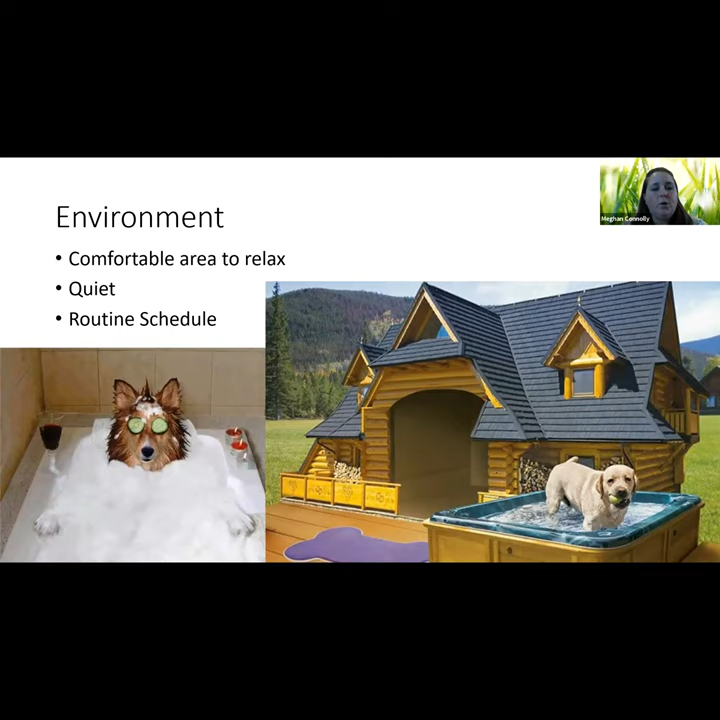 Environment
• Comfortable area to relax
• Quiet
• Routine Schedule
Meghan Connolly